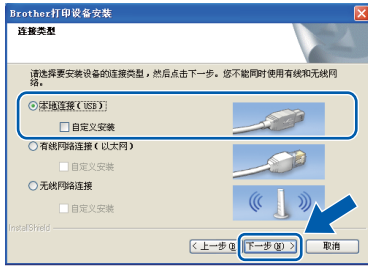 Brother打印设备安装
连接类型
请选择要安装设备的连接类型，然后点击下一步。您不能同时使用有线和无线网
络。
本地连接(USB)
自定义安装
有线网络连接(以太网)
自定义安装
无线网络连接
自定义安装
InstallShield
<上一步(B) 下一步(N)> 取消